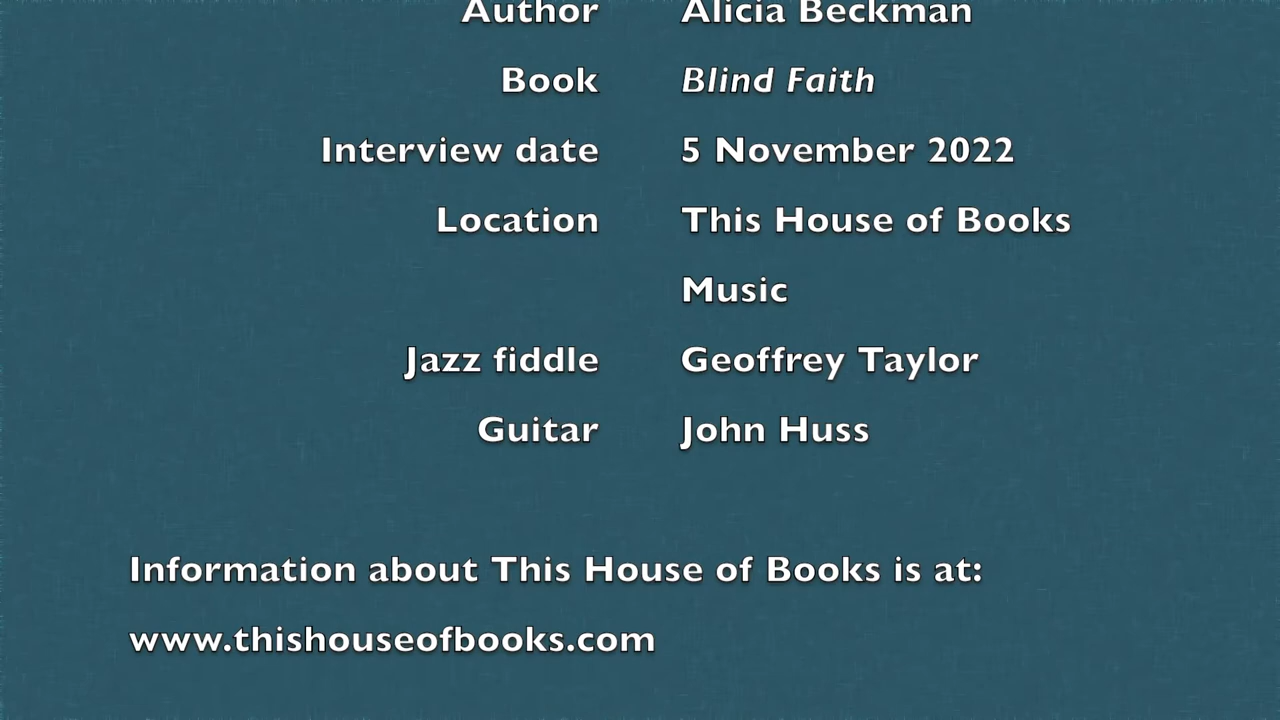 Author Alicia Beckman
Book Blind Faith
Interview date 5 November 2022
Location This House of Books
Music
Jazz fiddle Geoffrey Taylor
Guitar John Huss
Information about This House of Books is at:
www.thishouseofbooks.com